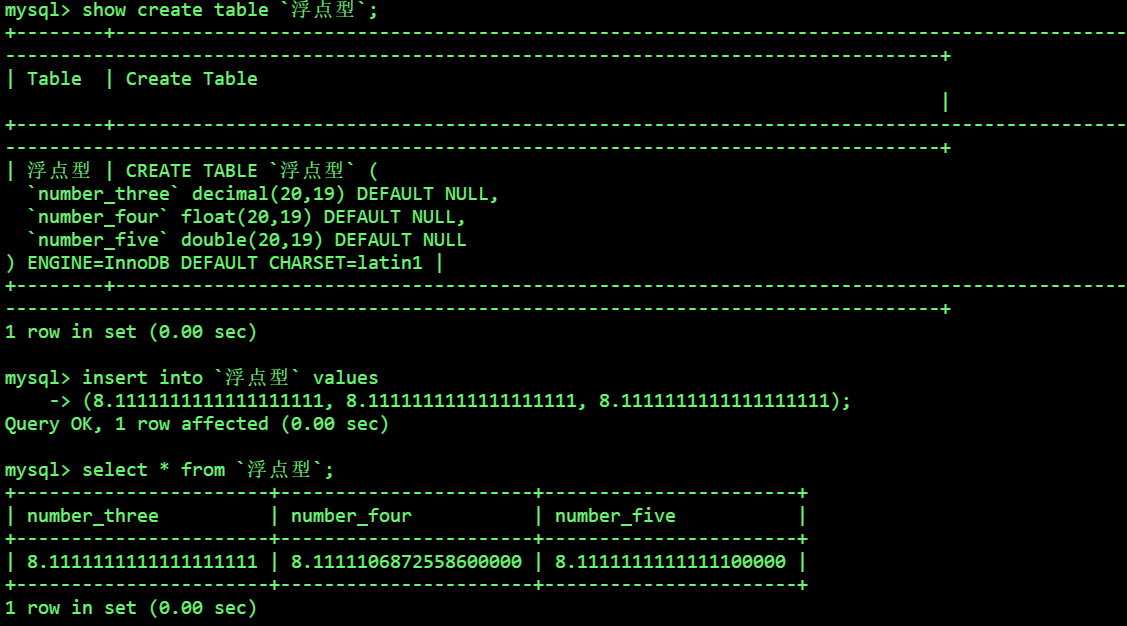 mysql> show create table `浮点型`;
| Table | Create Table |
| 浮点型 | CREATE TABLE `浮点型` (
`number_three` decimal(20,19) DEFAULT NULL,
`number_four` float(20,19) DEFAULT NULL,
`number_five` double(20,19) DEFAULT NULL
) ENGINE=InnoDB DEFAULT CHARSET=latin1 |
1 row in set (0.00 sec)
mysql> insert into `浮点型` values
-> (8.1111111111111111111, 8.1111111111111111111, 8.1111111111111111111);
Query OK, 1 row affected (0.00 sec)
mysql> select * from `浮点型`;
| number_three | number_four | number_five |
| 8.1111111111111111111 | 8.1111106872558600000 | 8.1111111111111100000 |
1 row in set (0.00 sec)